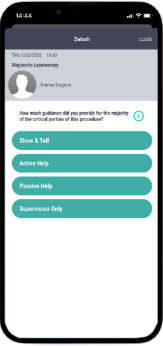 14:44
Zwisch
CLOSE
THU 1/20/2022 14:43
Diagnostic Laparoscopy
Trainee Surgeon
How much guidance did you provide for the majority
of the critical portion of this procedure?
i
Show & Tell
Active Help
Passive Help
Supervision Only